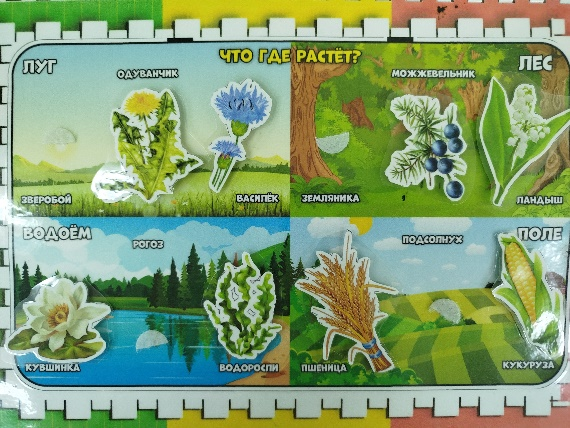 ЧТО ГДЕ РАСТЁТ?
ЛУГ
ОДУВАНЧИК
ЗВЕРОБОЙ
ВАСИЛЁК
ЛЕС
МОЖЖЕВЕЛЬНИК
ЗЕМЛЯНИКА
ЛАНДЫШ
ВОДОЁМ
РОГОЗ
КУВШИНКА
ВОДОРОСЛИ
ПОЛЕ
ПОДСОЛНУХ
ПШЕНИЦА
КУКУРУЗА